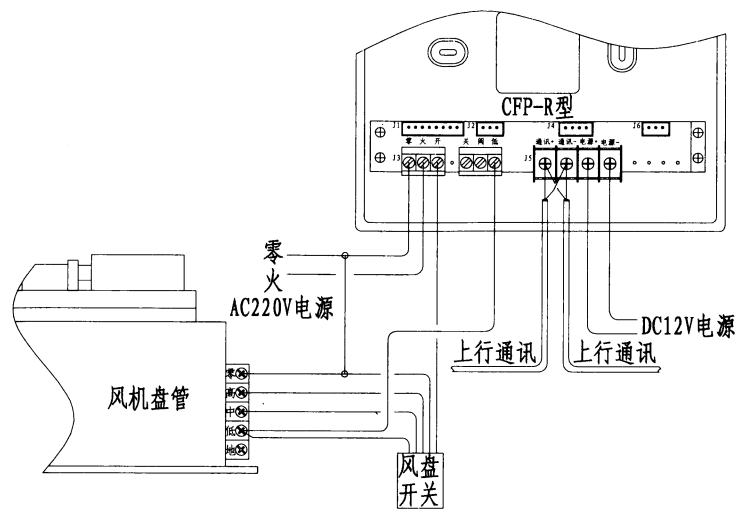 CFP-R型
J1 J2 J4 J6
零 火 开 关 阀 低 通讯+ 通讯- 电源+ 电源-
J3 J5
零
火
AC220V电源
DC12V电源
上行通讯 上行通讯
零
高
风机盘管
中
低
地
风盘
开关